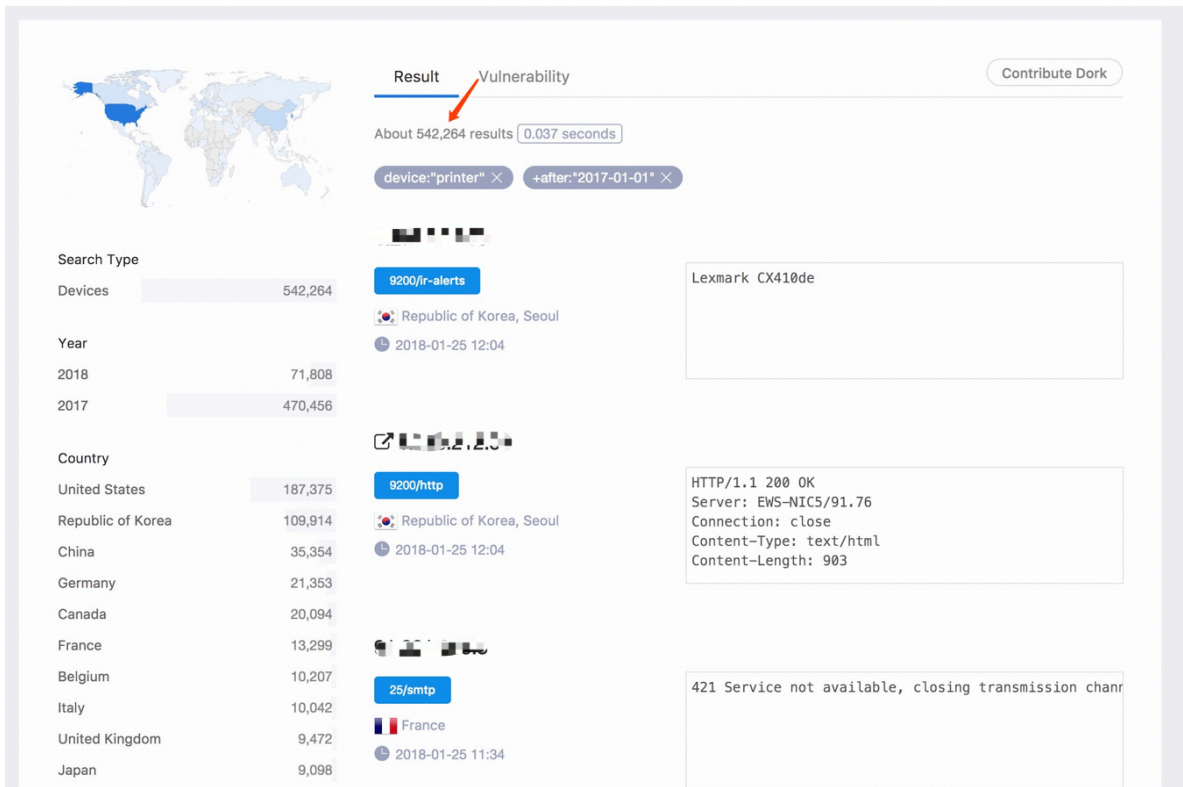 Result
Vulnerability
Contribute Dork
About 542,264 results 0.037 seconds
device:"printer" ×
+after:"2017-01-01" ×
Search Type
Devices 542,264
Year
2018 71,808
2017 470,456
Country
United States 187,375
Republic of Korea 109,914
China 35,354
Germany 21,353
Canada 20,094
France 13,299
Belgium 10,207
Italy 10,042
United Kingdom 9,472
Japan 9,098
9200/ir-alerts
Republic of Korea, Seoul
2018-01-25 12:04
Lexmark CX410de
9200/http
Republic of Korea, Seoul
2018-01-25 12:04
HTTP/1.1 200 OK
Server: EWS-NIC5/91.76
Connection: close
Content-Type: text/html
Content-Length: 903
25/smtp
France
2018-01-25 11:34
421 Service not available, closing transmission